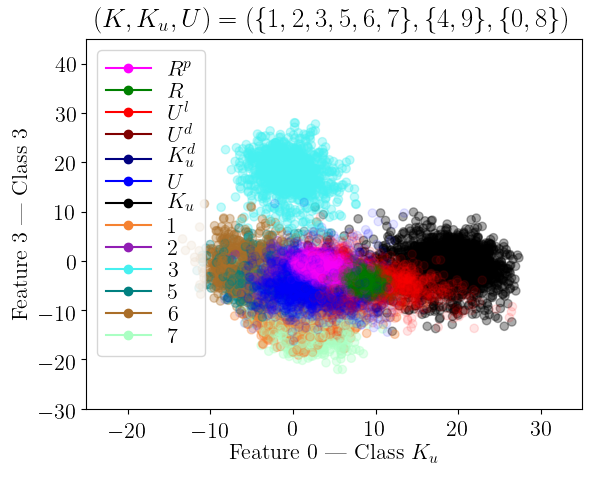 (K, K_u, U) = ({1, 2, 3, 5, 6, 7}, {4, 9}, {0, 8})
Feature 3 — Class 3
40
30
20
10
0
−10
−20
−30
R^p
R
U^l
U^d
K_u^d
U
K_u
1
2
3
5
6
7
−20
−10
0
10
20
30
Feature 0 — Class K_u